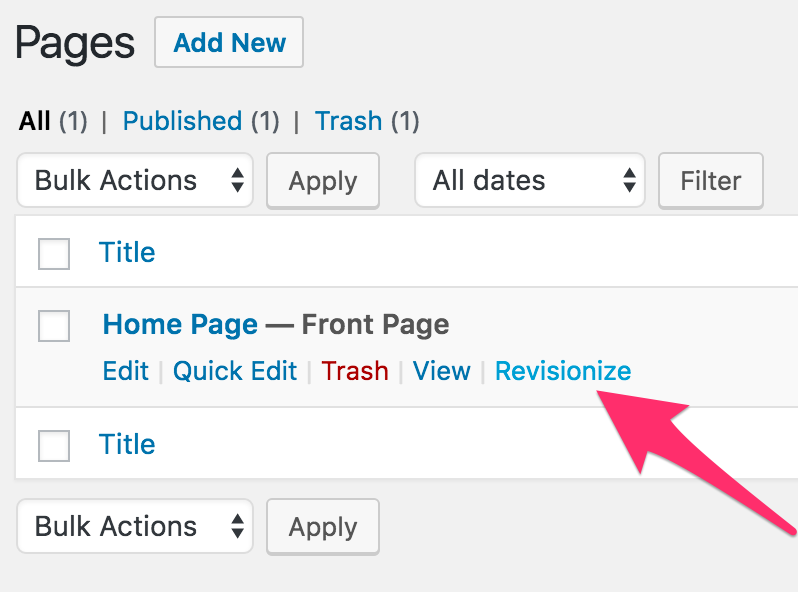 Pages Add New
All (1) | Published (1) | Trash (1)
Bulk Actions Apply All dates Filter
Title
Home Page — Front Page
Edit | Quick Edit | Trash | View | Revisionize
Title
Bulk Actions Apply